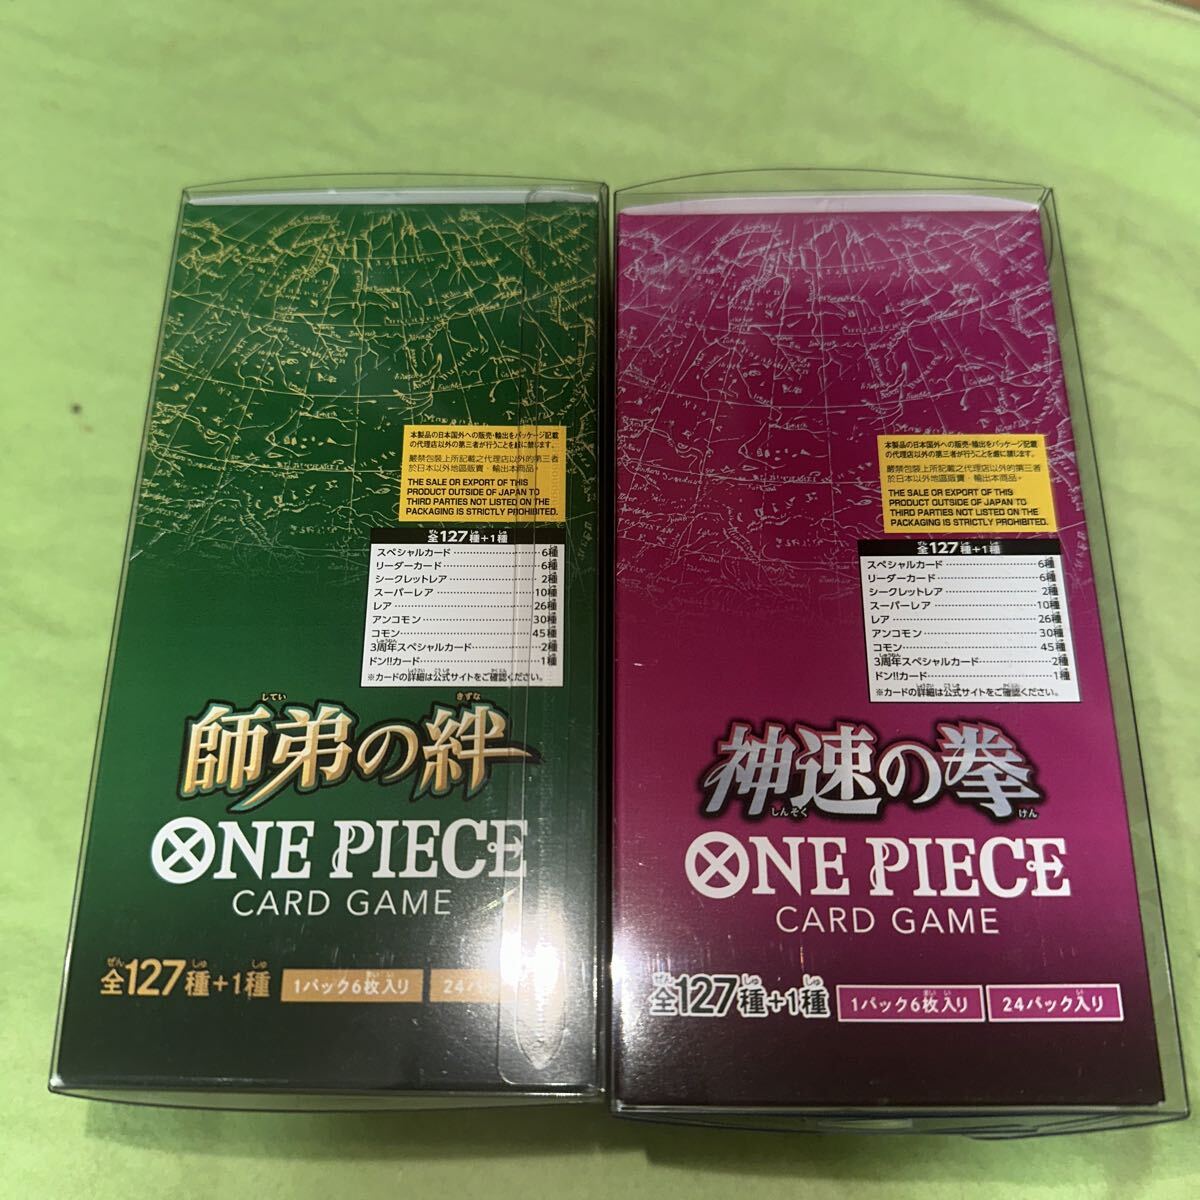 本製品の日本国外への販売・輸出をパッケージ記載
の代理店以外の第三者が行うことを厳に禁じます。
嚴禁包裝上所記載之代理店以外的第三者
於日本以外地區販賣・輸出本商品。
THE SALE OR EXPORT OF THIS
PRODUCT OUTSIDE OF JAPAN TO
THIRD PARTIES NOT LISTED ON THE
PACKAGING IS STRICTLY PROHIBITED.
全127種+1種
スペシャルカード 6種
リーダーカード 6種
シークレットレア 2種
スーパーレア 10種
レア 26種
アンコモン 30種
コモン 45種
3周年スペシャルカード 2種
ドン!!カード 1種
※カードの詳細は公式サイトをご確認ください。
してい きずな
師弟の絆
ONE PIECE
CARD GAME
全127種+1種 1パック6枚入り 24パ
本製品の日本国外への販売・輸出をパッケージ記載
の代理店以外の第三者が行うことを厳に禁じます。
嚴禁包裝上所記載之代理店以外的第三者
於日本以外地區販賣・輸出本商品。
THE SALE OR EXPORT OF THIS
PRODUCT OUTSIDE OF JAPAN TO
THIRD PARTIES NOT LISTED ON THE
PACKAGING IS STRICTLY PROHIBITED.
全127種+1種
スペシャルカード 6種
リーダーカード 6種
シークレットレア 2種
スーパーレア 10種
レア 26種
アンコモン 30種
コモン 45種
3周年スペシャルカード 2種
ドン!!カード 1種
※カードの詳細は公式サイトをご確認ください。
神速の拳
しんそく けん
ONE PIECE
CARD GAME
全127種+1種 1パック6枚入り 24パック入り